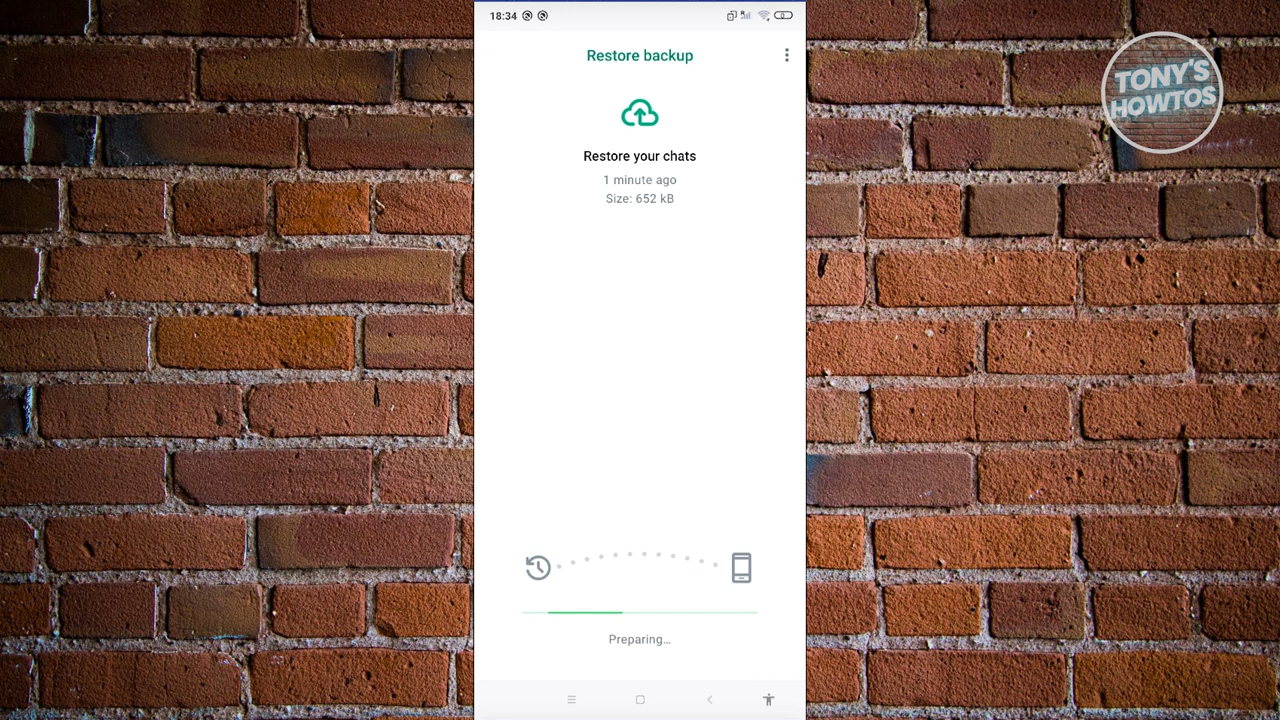 18:34
Restore backup
TONY'S
HOWTOS
Restore your chats
1 minute ago
Size: 652 kB
Preparing...